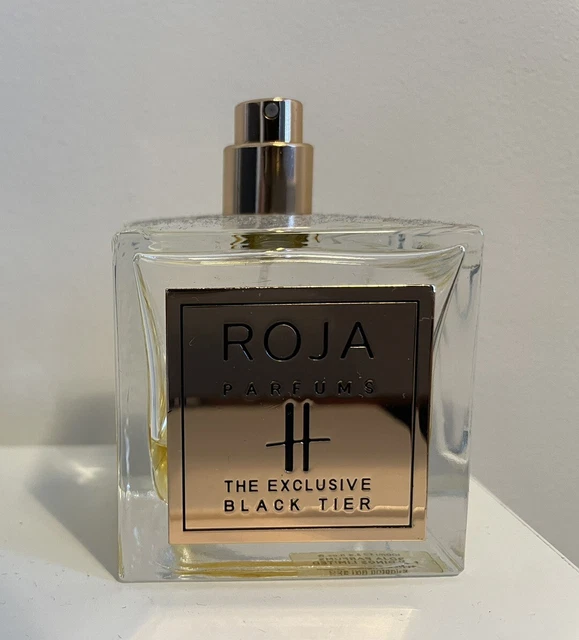 ROJA
PARFUMS
H
THE EXCLUSIVE
BLACK TIER